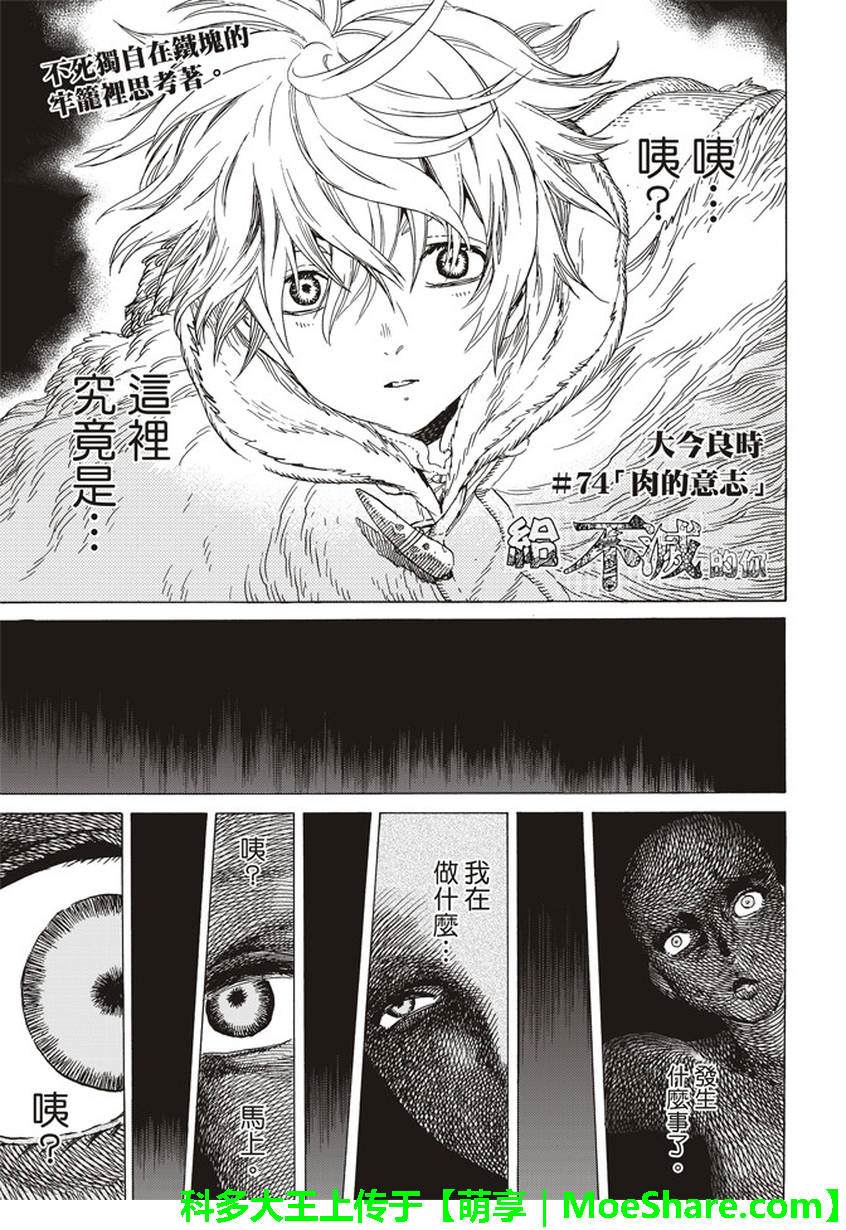 不死獨自在鐵塊的
牢籠裡思考著。
咦…
咦？
這裡
究竟是…
大今良時
#74「肉的意志」
給不滅的你
發生
什麼事了。
我在
做什麼…
咦？
馬上。
咦？
科多大王上传于【萌享｜MoeShare.com】